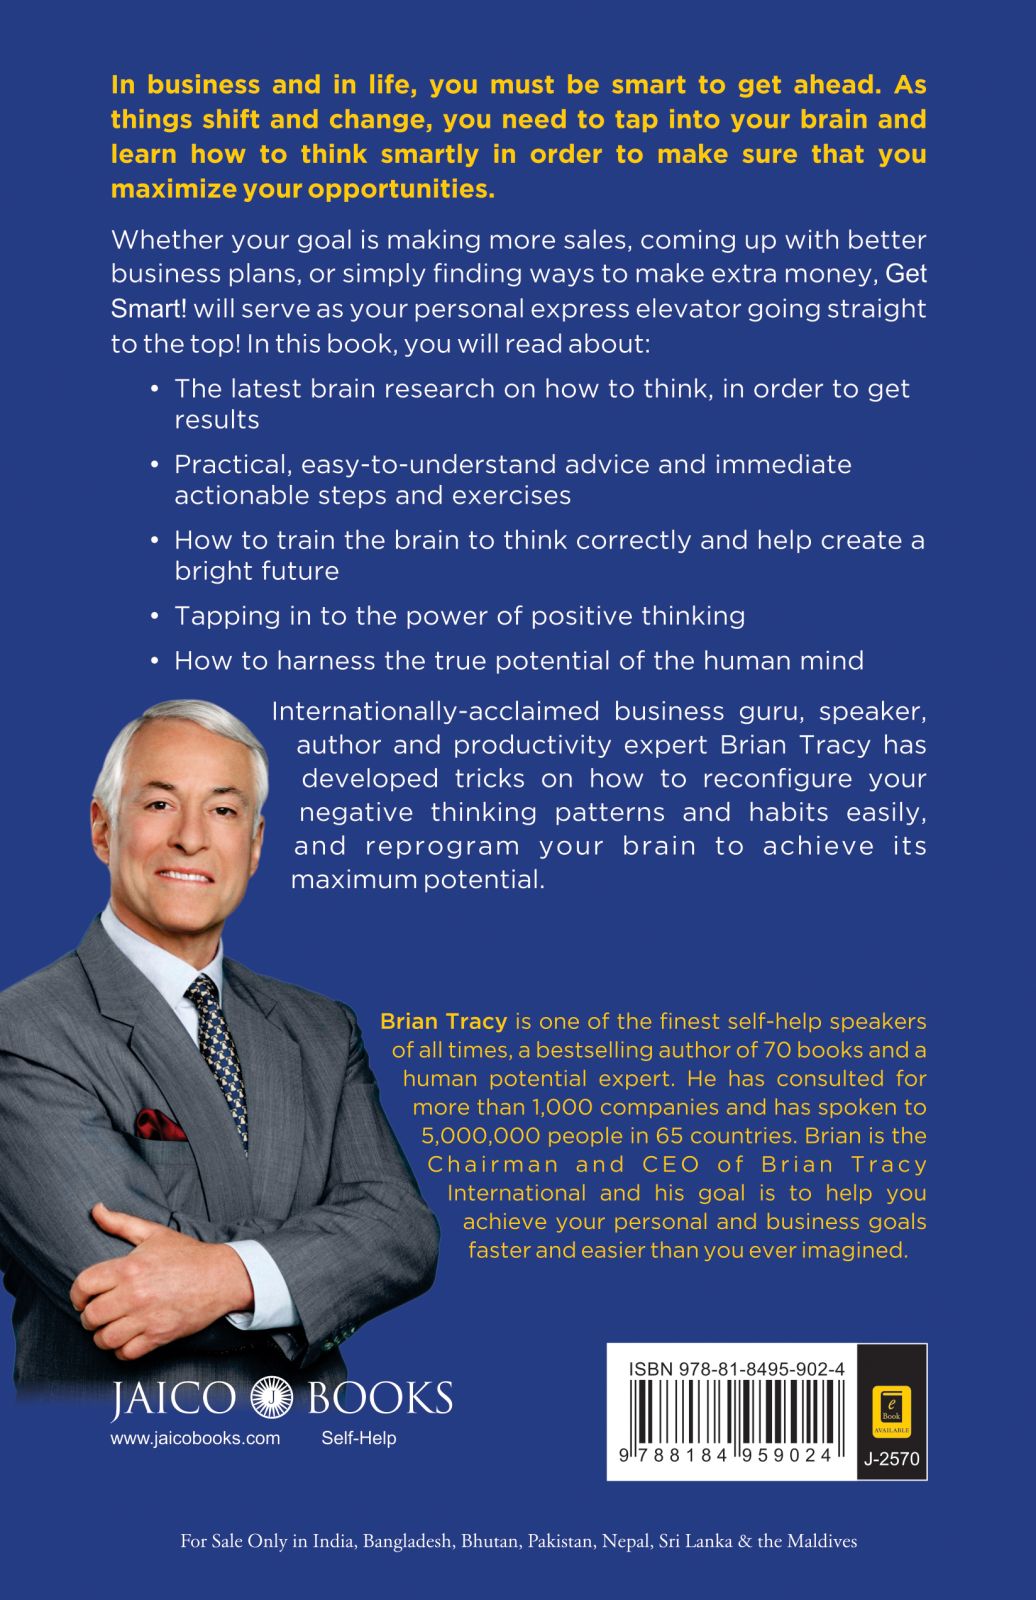 In business and in life, you must be smart to get ahead. As
things shift and change, you need to tap into your brain and
learn how to think smartly in order to make sure that you
maximize your opportunities.
Whether your goal is making more sales, coming up with better
business plans, or simply finding ways to make extra money, Get
Smart! will serve as your personal express elevator going straight
to the top! In this book, you will read about:
• The latest brain research on how to think, in order to get
results
• Practical, easy-to-understand advice and immediate
actionable steps and exercises
• How to train the brain to think correctly and help create a
bright future
• Tapping in to the power of positive thinking
• How to harness the true potential of the human mind
Internationally-acclaimed business guru, speaker,
author and productivity expert Brian Tracy has
developed tricks on how to reconfigure your
negative thinking patterns and habits easily,
and reprogram your brain to achieve its
maximum potential.
Brian Tracy is one of the finest self-help speakers
of all times, a bestselling author of 70 books and a
human potential expert. He has consulted for
more than 1,000 companies and has spoken to
5,000,000 people in 65 countries. Brian is the
Chairman and CEO of Brian Tracy
International and his goal is to help you
achieve your personal and business goals
faster and easier than you ever imagined.
JAICO J BOOKS
www.jaicobooks.com Self-Help
ISBN 978-81-8495-902-4
9 788184 959024
e
Book
AVAILABLE
J-2570
For Sale Only in India, Bangladesh, Bhutan, Pakistan, Nepal, Sri Lanka & the Maldives